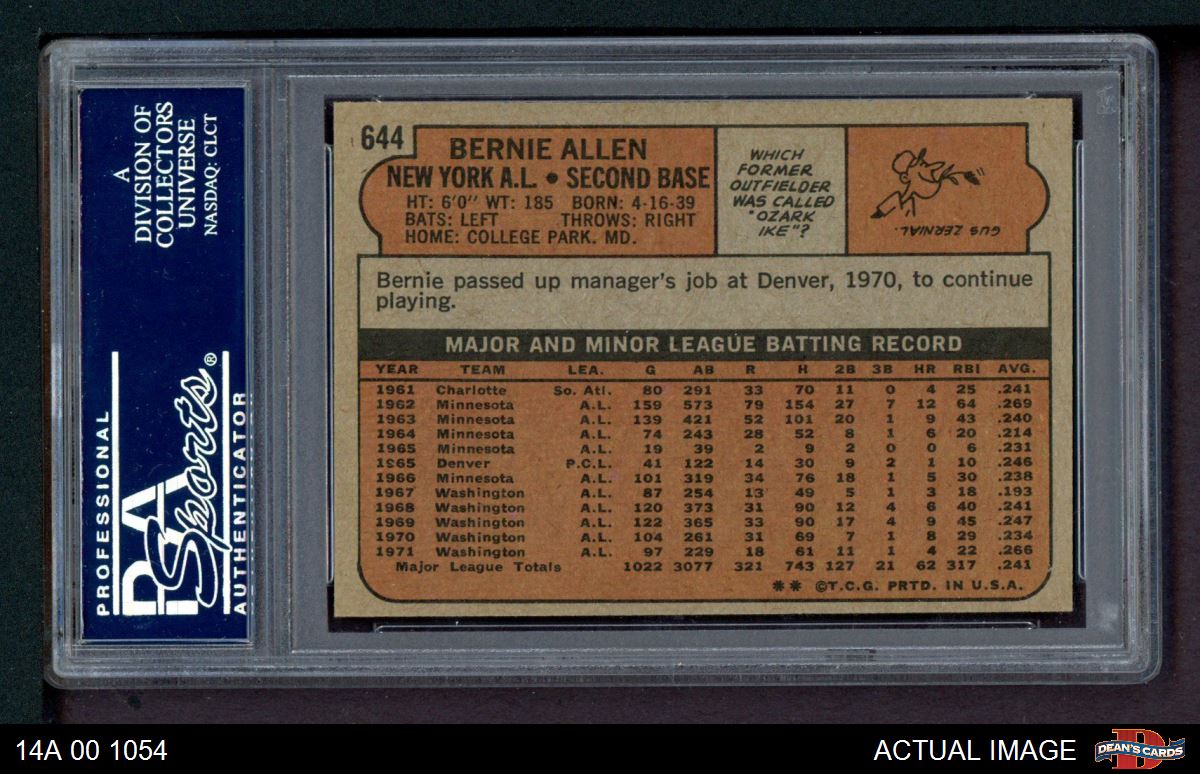 A
DIVISION OF
COLLECTORS
UNIVERSE
NASDAQ: CLCT
PROFESSIONAL
PSA
Sports®
AUTHENTICATOR
644
BERNIE ALLEN
NEW YORK A.L. • SECOND BASE
HT: 6'0" WT: 185 BORN: 4-16-39
BATS: LEFT THROWS: RIGHT
HOME: COLLEGE PARK. MD.
WHICH
FORMER
OUTFIELDER
WAS CALLED
"OZARK
IKE"?
GUS ZERNIAL.
Bernie passed up manager's job at Denver, 1970, to continue
playing.
MAJOR AND MINOR LEAGUE BATTING RECORD
YEAR TEAM LEA. G AB R H 2B 3B HR RBI AVG.
1961 Charlotte So. Atl. 80 291 33 70 11 0 4 25 .241
1962 Minnesota A.L. 159 573 79 154 27 7 12 64 .269
1963 Minnesota A.L. 139 421 52 101 20 1 9 43 .240
1964 Minnesota A.L. 74 243 28 52 8 1 6 20 .214
1965 Minnesota A.L. 19 39 2 9 2 0 0 6 .231
1965 Denver P.C.L. 41 122 14 30 9 2 1 10 .246
1966 Minnesota A.L. 101 319 34 76 18 1 5 30 .238
1967 Washington A.L. 87 254 13 49 5 1 3 18 .193
1968 Washington A.L. 120 373 31 90 12 4 6 40 .241
1969 Washington A.L. 122 365 33 90 17 4 9 45 .247
1970 Washington A.L. 104 261 31 69 7 1 8 29 .234
1971 Washington A.L. 97 229 18 61 11 1 4 22 .266
Major League Totals 1022 3077 321 743 127 21 62 317 .241
** ©T.C.G. PRTD. IN U.S.A.
14A 00 1054
ACTUAL IMAGE
DEAN'S CARDS